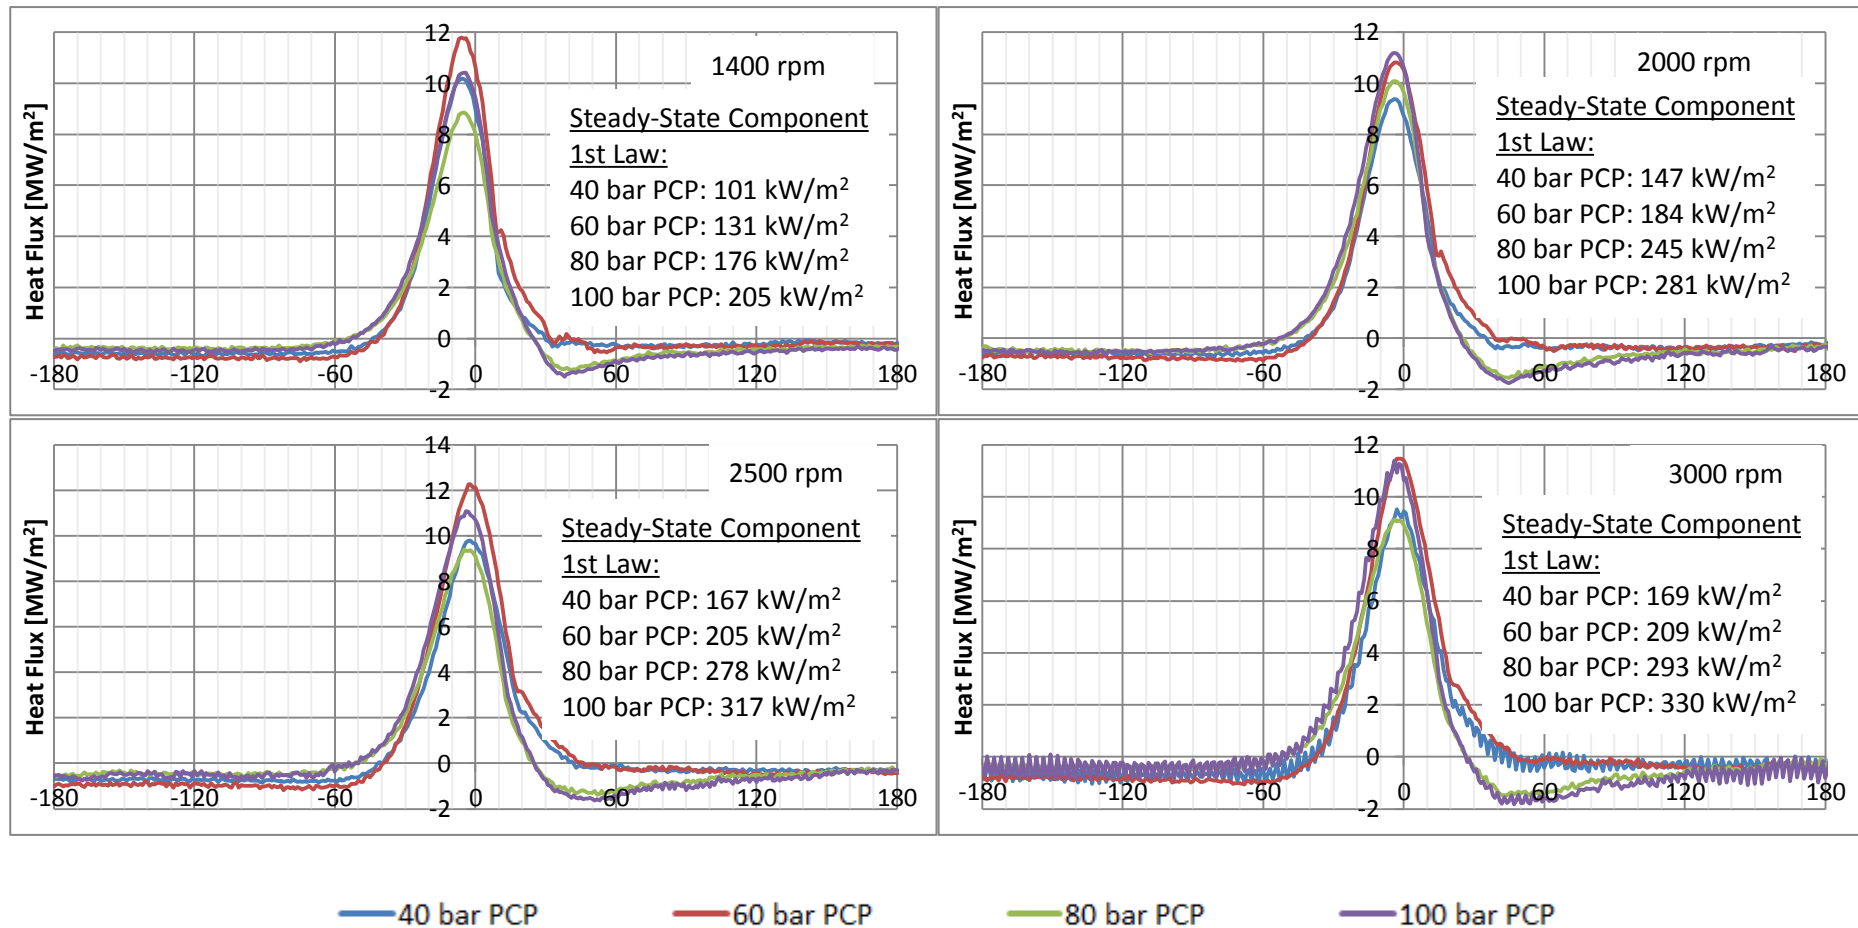 12
10
8
6
4
2
0
-2
-180 -120 -60 0 60 120 180
Heat Flux [MW/m²]
1400 rpm
Steady-State Component
1st Law:
40 bar PCP: 101 kW/m²
60 bar PCP: 131 kW/m²
80 bar PCP: 176 kW/m²
100 bar PCP: 205 kW/m²
12
10
8
6
4
2
0
-2
-180 -120 -60 0 60 120 180
Heat Flux [MW/m²]
2000 rpm
Steady-State Component
1st Law:
40 bar PCP: 147 kW/m²
60 bar PCP: 184 kW/m²
80 bar PCP: 245 kW/m²
100 bar PCP: 281 kW/m²
14
12
10
8
6
4
2
0
-2
-180 -120 -60 0 60 120 180
Heat Flux [MW/m²]
2500 rpm
Steady-State Component
1st Law:
40 bar PCP: 167 kW/m²
60 bar PCP: 205 kW/m²
80 bar PCP: 278 kW/m²
100 bar PCP: 317 kW/m²
12
10
8
6
4
2
0
-2
-180 -120 -60 0 60 120 180
Heat Flux [MW/m²]
3000 rpm
Steady-State Component
1st Law:
40 bar PCP: 169 kW/m²
60 bar PCP: 209 kW/m²
80 bar PCP: 293 kW/m²
100 bar PCP: 330 kW/m²
40 bar PCP 60 bar PCP 80 bar PCP 100 bar PCP